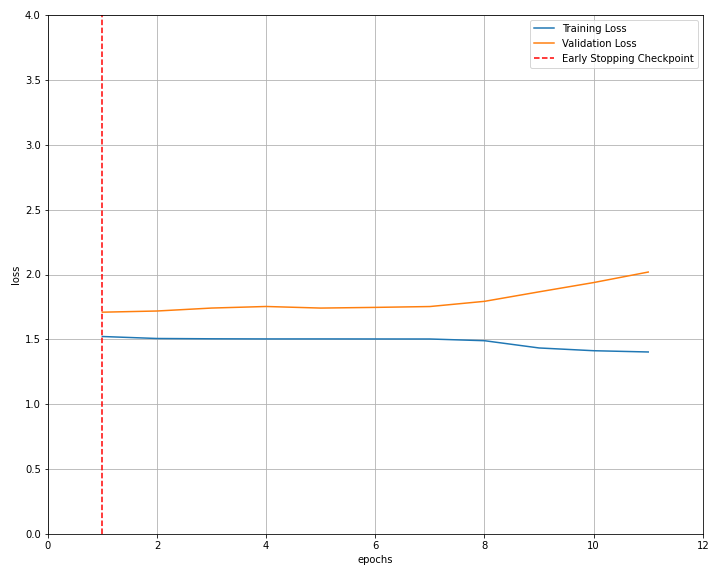 4.0
3.5
3.0
2.5
2.0
1.5
1.0
0.5
0.0
loss
Training Loss
Validation Loss
Early Stopping Checkpoint
0 2 4 6 8 10 12
epochs